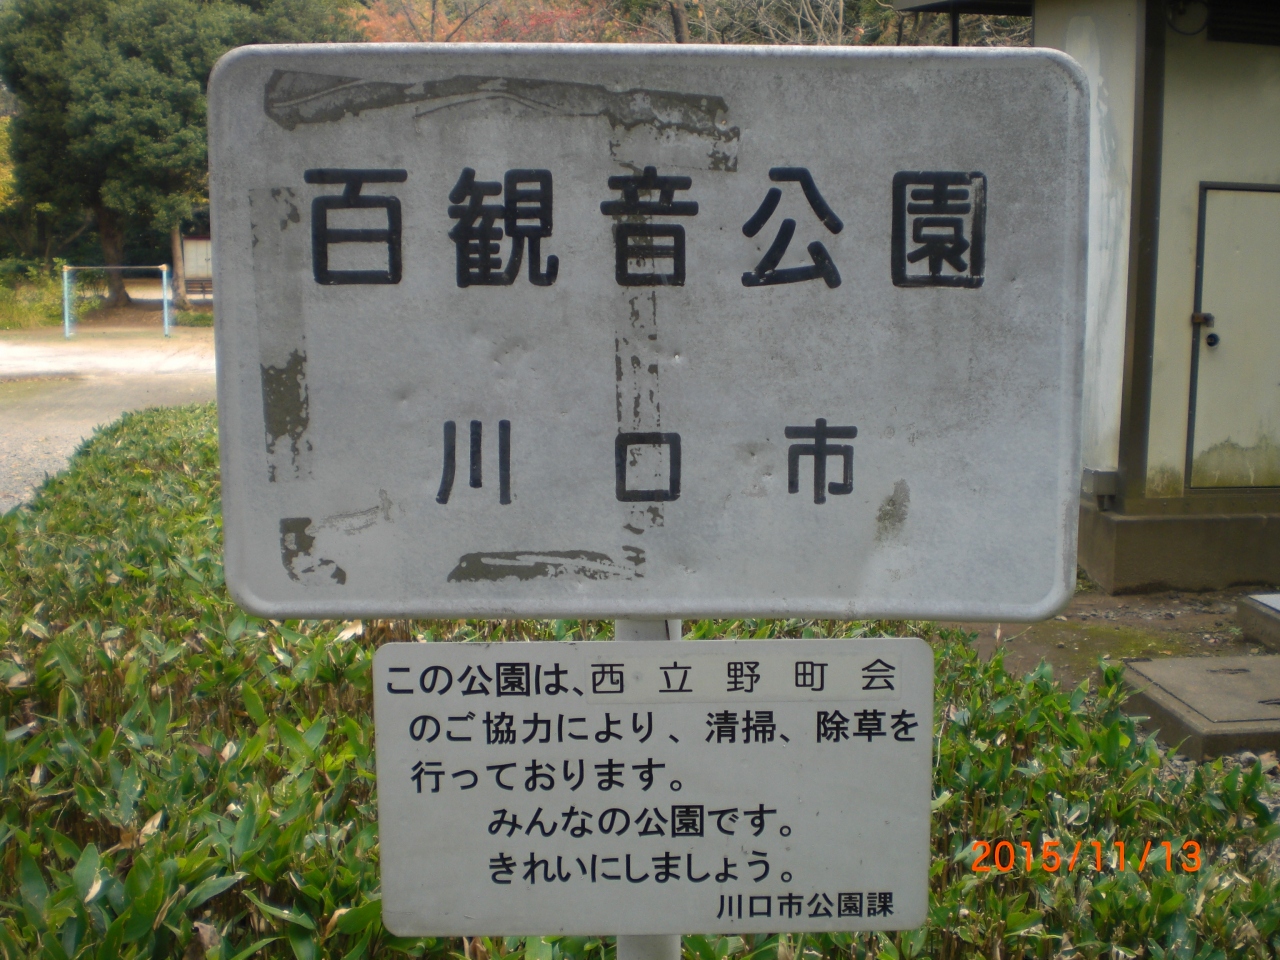 百観音公園
川口市
この公園は、西立野町会
のご協力により、清掃、除草を
行っております。
みんなの公園です。
きれいにしましょう。
川口市公園課
2015/11/13